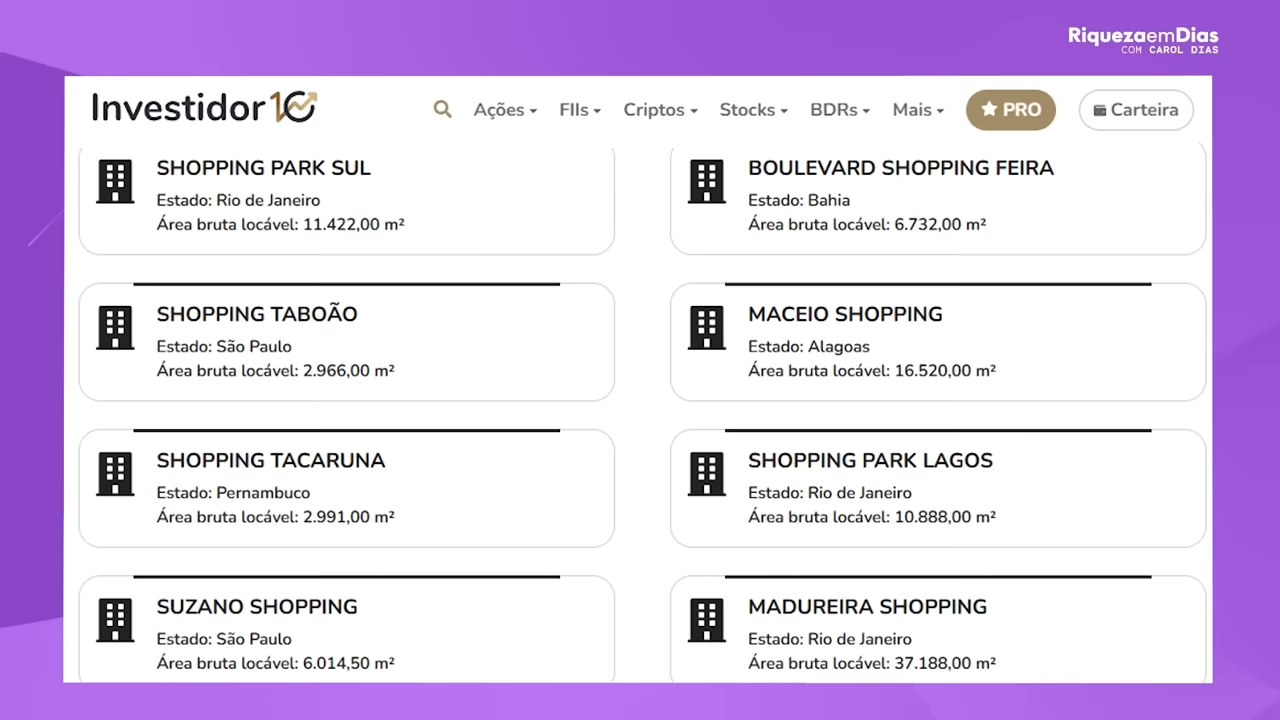 RiquezaemDias
COM CAROL DIAS
Investidor10
Ações
FIIs
Criptos
Stocks
BDRs
Mais
PRO
Carteira
SHOPPING PARK SUL
Estado: Rio de Janeiro
Área bruta locável: 11.422,00 m²
BOULEVARD SHOPPING FEIRA
Estado: Bahia
Área bruta locável: 6.732,00 m²
SHOPPING TABOÃO
Estado: São Paulo
Área bruta locável: 2.966,00 m²
MACEIO SHOPPING
Estado: Alagoas
Área bruta locável: 16.520,00 m²
SHOPPING TACARUNA
Estado: Pernambuco
Área bruta locável: 2.991,00 m²
SHOPPING PARK LAGOS
Estado: Rio de Janeiro
Área bruta locável: 10.888,00 m²
SUZANO SHOPPING
Estado: São Paulo
Área bruta locável: 6.014,50 m²
MADUREIRA SHOPPING
Estado: Rio de Janeiro
Área bruta locável: 37.188,00 m²